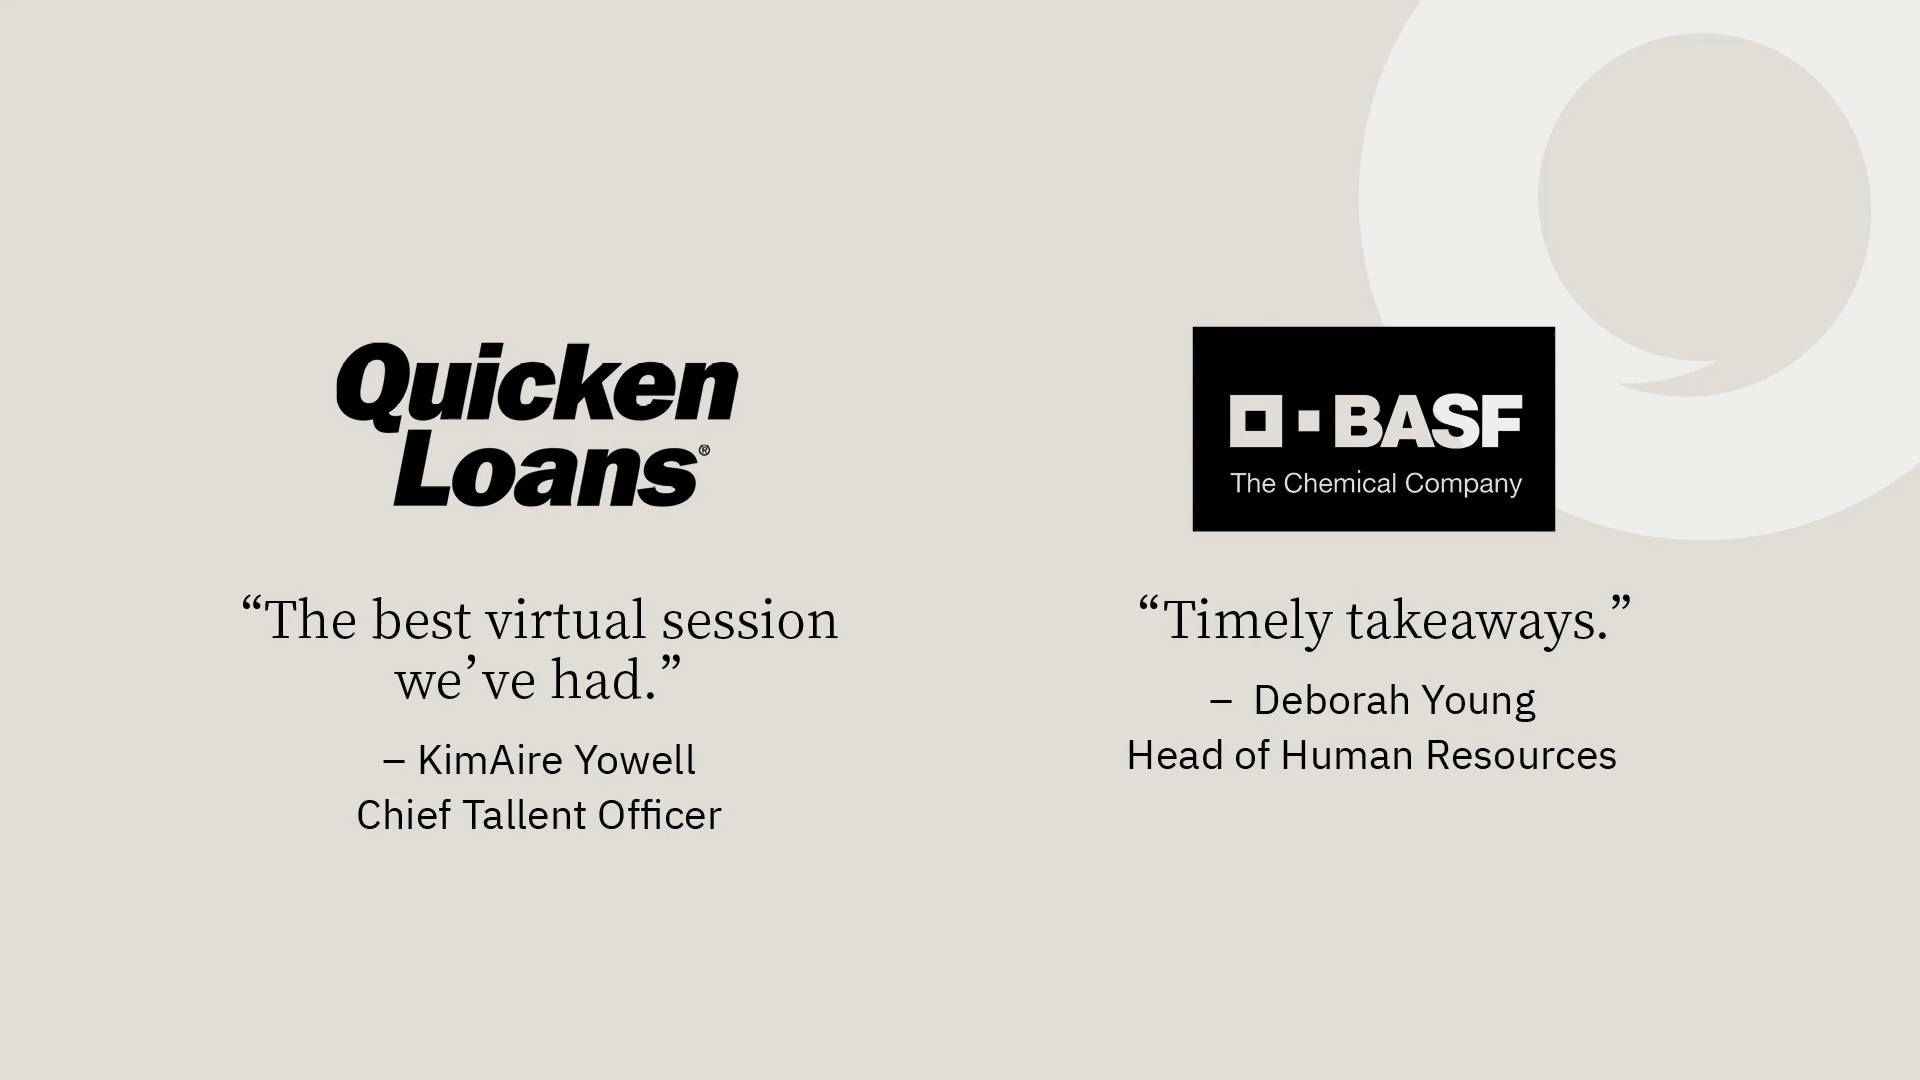 Quicken
Loans®
“The best virtual session
we’ve had.”
– KimAire Yowell
Chief Tallent Officer
BASF
The Chemical Company
“Timely takeaways.”
– Deborah Young
Head of Human Resources